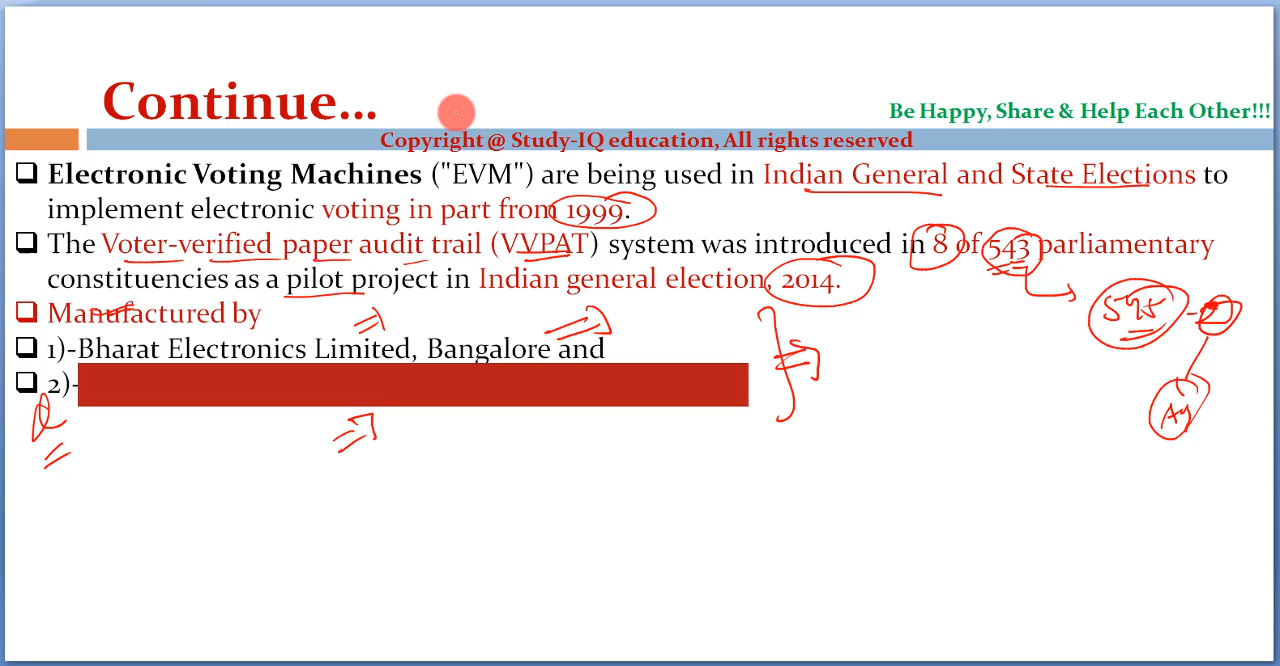 Continue...
Be Happy, Share & Help Each Other!!!
Copyright @ Study-IQ education, All rights reserved
Electronic Voting Machines ("EVM") are being used in Indian General and State Elections to
implement electronic voting in part from 1999.
The Voter-verified paper audit trail (VVPAT) system was introduced in 8 of 543 parliamentary
constituencies as a pilot project in Indian general election, 2014.
Manufactured by
1)-Bharat Electronics Limited, Bangalore and
2)-